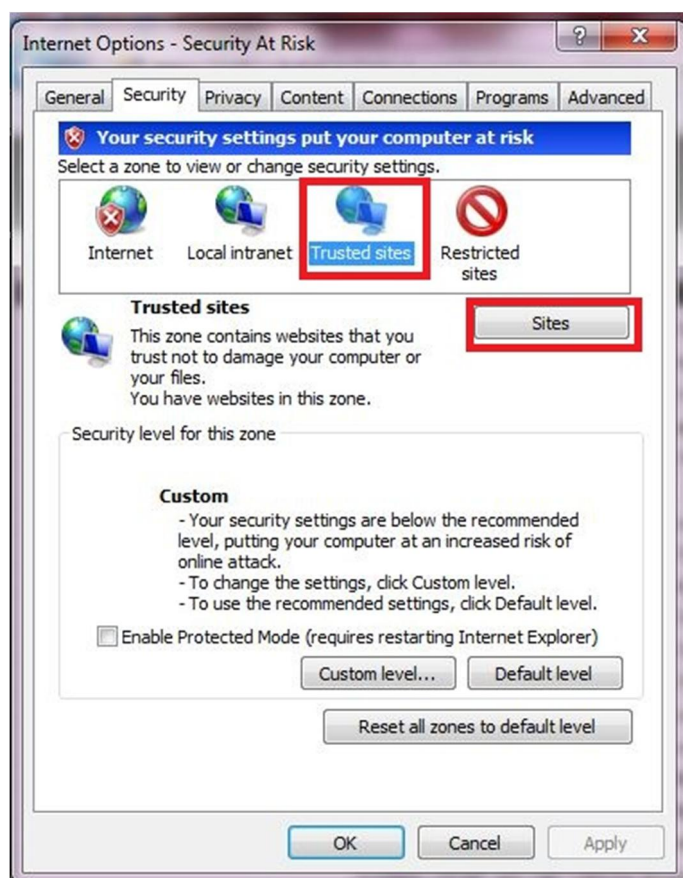 Internet Options - Security At Risk
?
X
General Security Privacy Content Connections Programs Advanced
Your security settings put your computer at risk
Select a zone to view or change security settings.
Internet Local intranet Trusted sites Restricted
sites
Trusted sites
Sites
This zone contains websites that you
trust not to damage your computer or
your files.
You have websites in this zone.
Security level for this zone
Custom
- Your security settings are below the recommended
level, putting your computer at an increased risk of
online attack.
- To change the settings, click Custom level.
- To use the recommended settings, click Default level.
Enable Protected Mode (requires restarting Internet Explorer)
Custom level... Default level
Reset all zones to default level
OK Cancel Apply